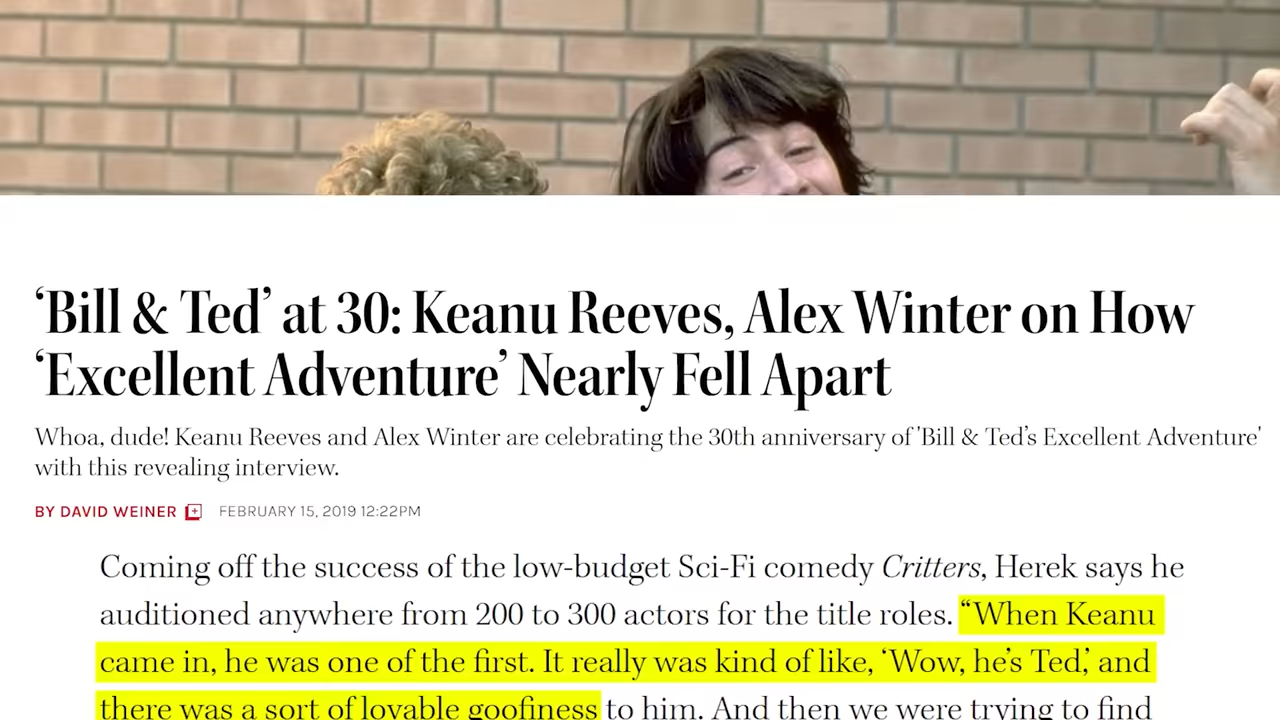 ‘Bill & Ted’ at 30: Keanu Reeves, Alex Winter on How
‘Excellent Adventure’ Nearly Fell Apart
Whoa, dude! Keanu Reeves and Alex Winter are celebrating the 30th anniversary of 'Bill & Ted’s Excellent Adventure'
with this revealing interview.
BY DAVID WEINER FEBRUARY 15, 2019 12:22PM
Coming off the success of the low-budget Sci-Fi comedy Critters, Herek says he
auditioned anywhere from 200 to 300 actors for the title roles. “When Keanu
came in, he was one of the first. It really was kind of like, ‘Wow, he’s Ted,’ and
there was a sort of lovable goofiness to him. And then we were trying to find